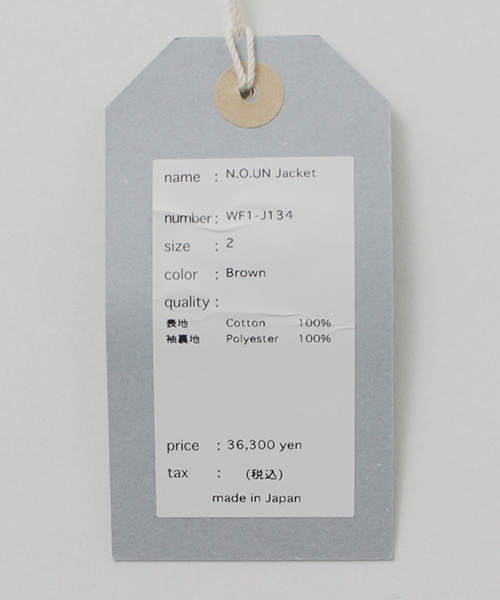 name : N.O.UN Jacket
number : WF1-J134
size : 2
color : Brown
quality :
表地 Cotton 100%
袖裏地 Polyester 100%
price : 36,300 yen
tax : (税込)
made in Japan